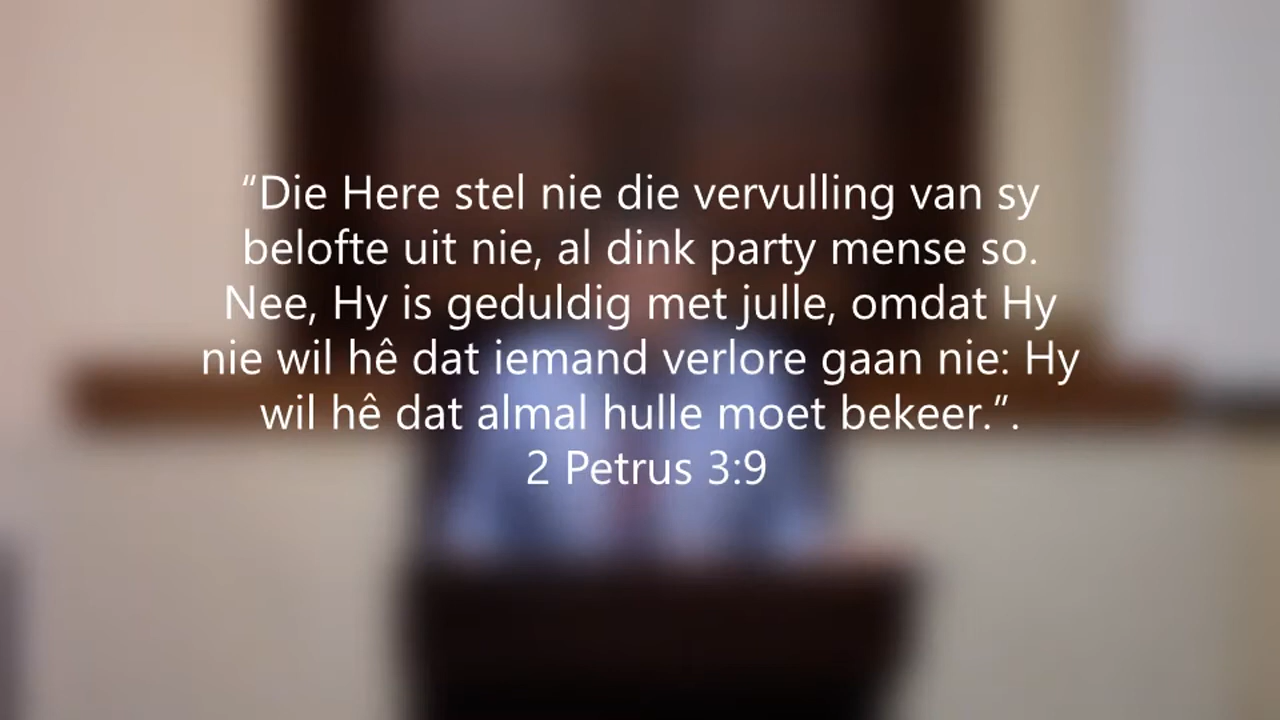 “Die Here stel nie die vervulling van sy
belofte uit nie, al dink party mense so.
Nee, Hy is geduldig met julle, omdat Hy
nie wil hê dat iemand verlore gaan nie: Hy
wil hê dat almal hulle moet bekeer.”.
2 Petrus 3:9